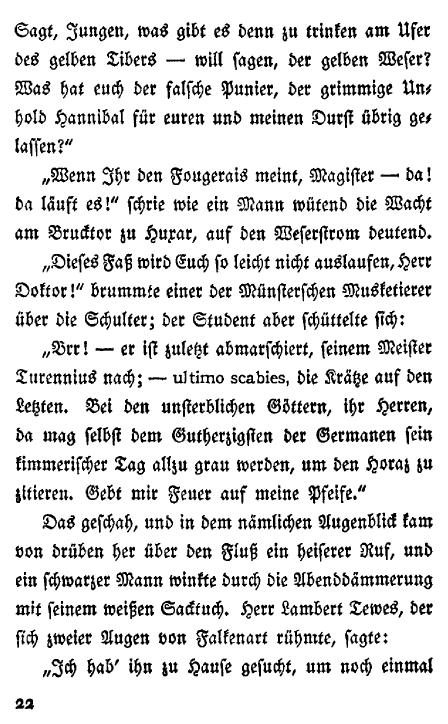 Sagt, Jungen, was gibt es denn zu trinken am Ufer
des gelben Tibers — will sagen, der gelben Weser?
Was hat euch der falsche Punier, der grimmige Un-
hold Hannibal für euren und meinen Durst übrig ge-
lassen?“
„Wenn Ihr den Fougerais meint, Magister — da!
da läuft es!“ schrie wie ein Mann wütend die Wacht
am Brucktor zu Huxar, auf den Weserstrom deutend.
„Dieses Faß wird Euch so leicht nicht auslaufen, Herr
Doktor!“ brummte einer der Münsterschen Musketierer
über die Schulter; der Student aber schüttelte sich:
„Brr! — er ist zuletzt abmarschiert, seinem Meister
Turennius nach; — ultimo scabies, die Krätze auf den
Letzten. Bei den unsterblichen Göttern, ihr Herren,
da mag selbst dem Gutherzigsten der Germanen sein
kimmerischer Tag allzu grau werden, um den Horaz zu
zitieren. Gebt mir Feuer auf meine Pfeife.“
Das geschah, und in dem nämlichen Augenblick kam
von drüben her über den Fluß ein heiserer Ruf, und
ein schwarzer Mann winkte durch die Abenddämmerung
mit seinem weißen Sacktuch. Herr Lambert Tewes, der
sich zweier Augen von Falkenart rühmte, sagte:
„Ich hab’ ihn zu Hause gesucht, um noch einmal
22